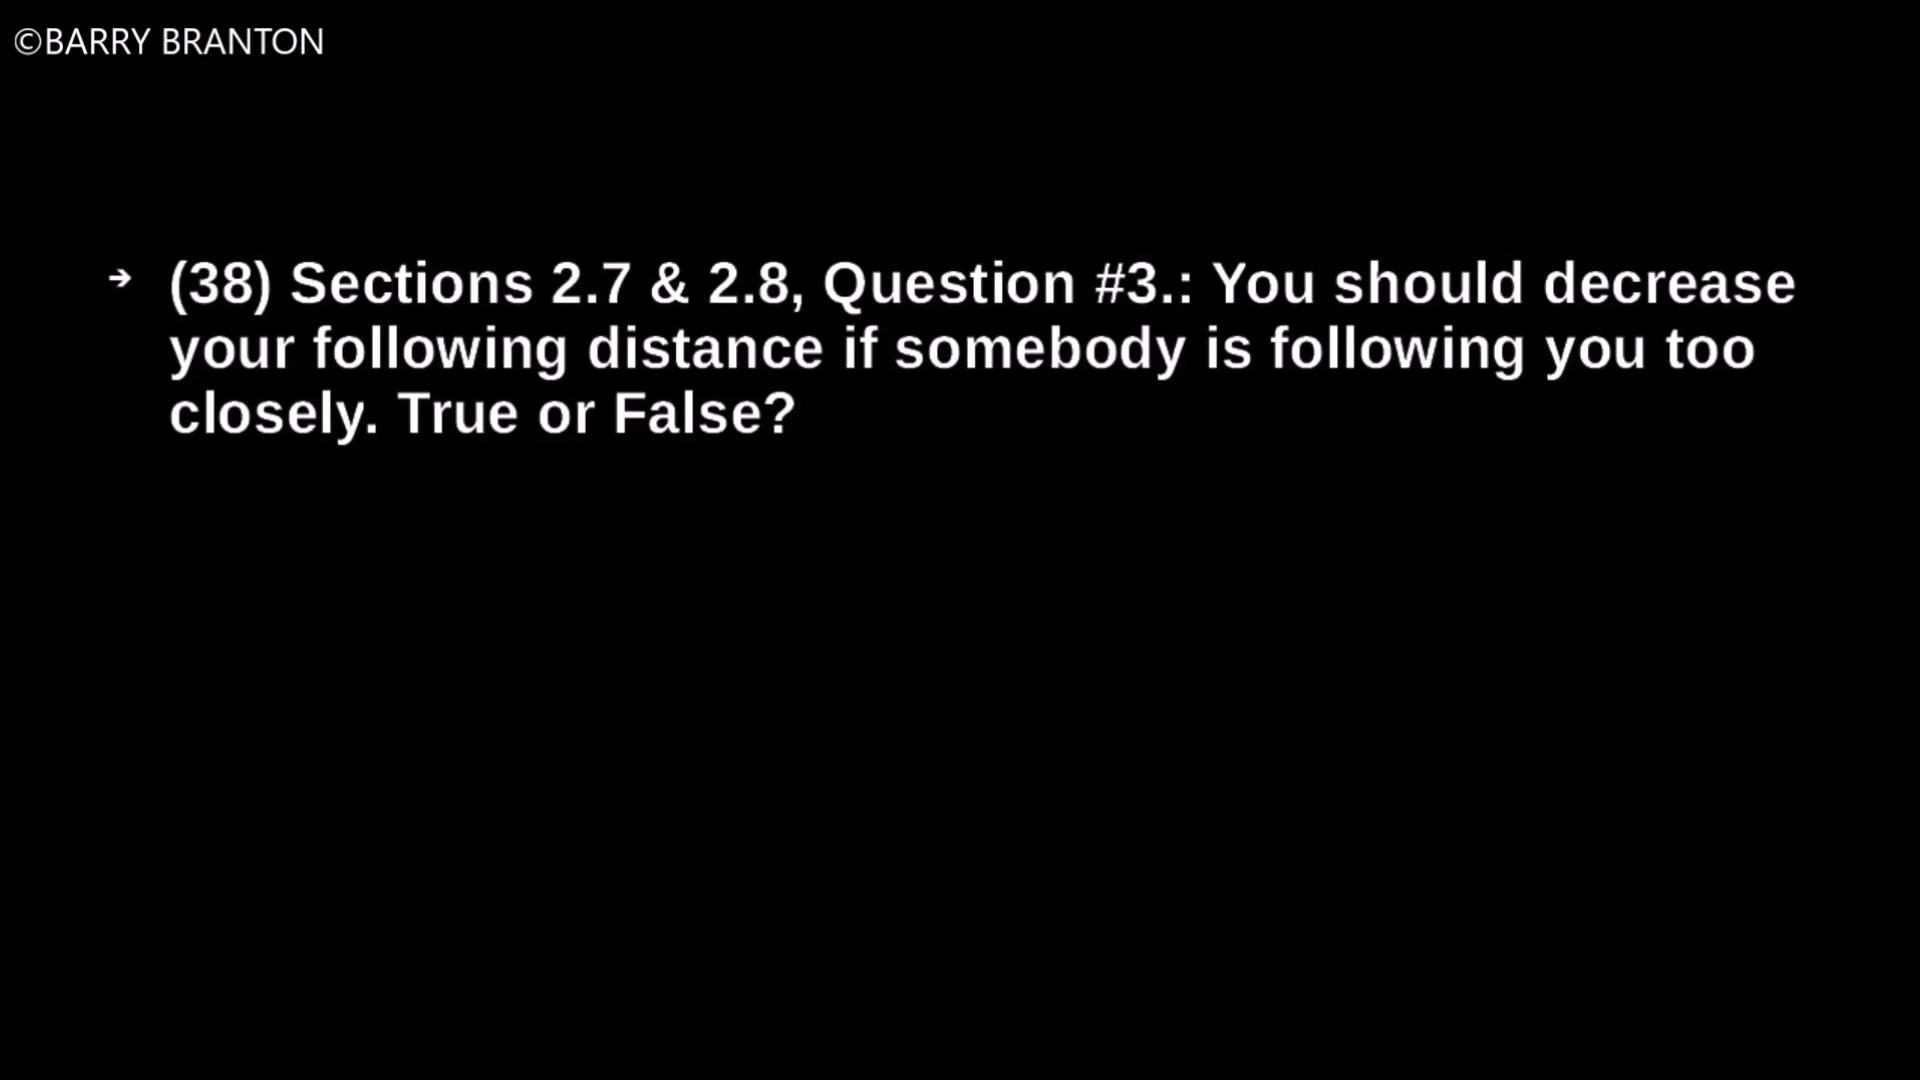 ©BARRY BRANTON
➔ (38) Sections 2.7 & 2.8, Question #3.: You should decrease
your following distance if somebody is following you too
closely. True or False?